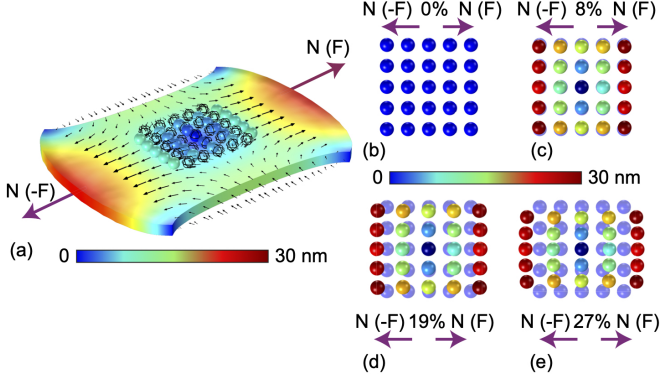 N (-F) 0% N (F)
N (-F) 8% N (F)
N (F)
(b)
(c)
0 30 nm
N (-F)
(a)
0 30 nm
N (-F) 19% N (F)
N (-F) 27% N (F)
(d)
(e)